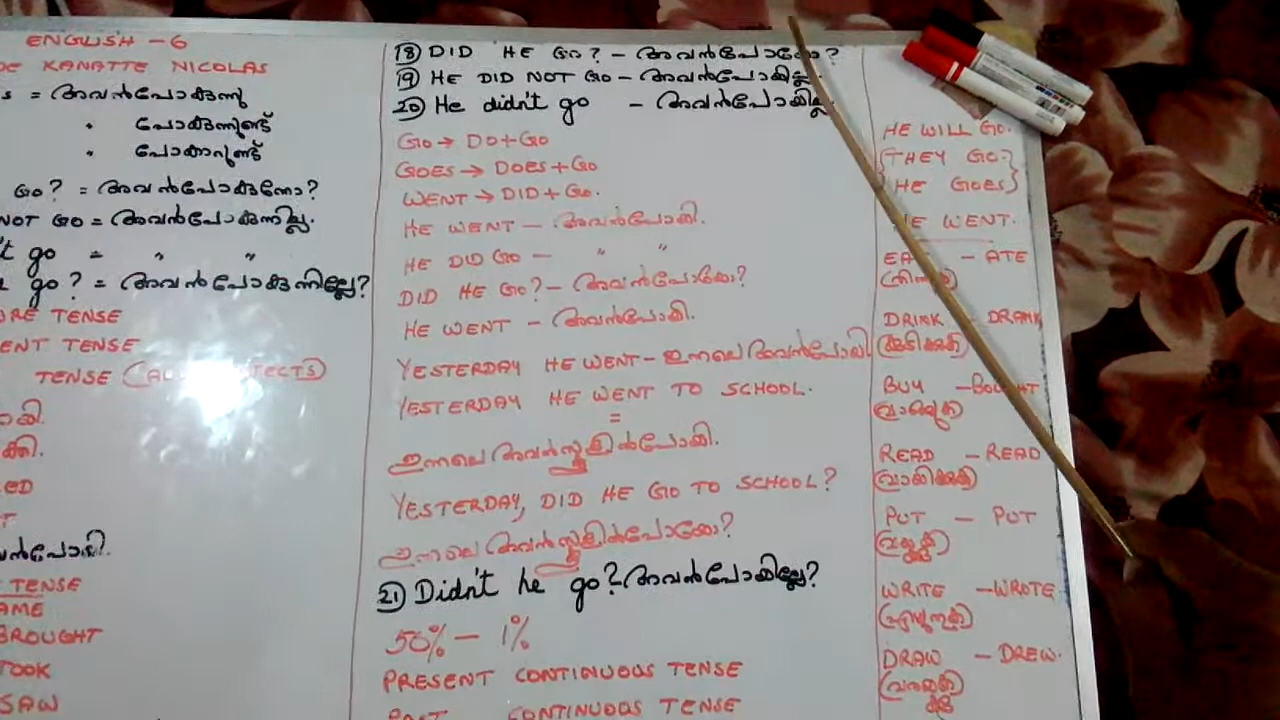 ENGLISH - 6
KANATTE NICOLAS
= അവൻപോകുന്നു
" പോകുന്നുണ്ട്
" പോകാറുണ്ട്
GO? = അവൻപോകുന്നോ?
NOT GO = അവൻപോകുന്നില്ല.
go = " "
go? = അവൻപോകുന്നില്ലേ?
TENSE
TENSE
TENSE
TENSE
BROUGHT
TOOK
SAW
18 DID HE GO? - അവൻപോയോ?
19 HE DID NOT GO - അവൻപോയില്ല.
20 He didn't go - അവൻപോയില്ല
GO → DO+GO
GOES → DOES+GO
WENT → DID+GO.
HE WENT - അവൻപോയി.
HE DID GO - " "
DID HE GO? - അവൻപോയോ?
HE WENT - അവൻപോയി.
YESTERDAY HE WENT - ഇന്നലെ അവൻപോയി
YESTERDAY HE WENT TO SCHOOL.
=
ഇന്നലെ അവൻസ്കൂളിൽപോയി.
YESTERDAY, DID HE GO TO SCHOOL?
ഇന്നലെ അവൻസ്കൂളിൽപോയോ?
21 Didn't he go? അവൻപോയില്ലേ?
50% - 1%
PRESENT CONTINUOUS TENSE
PAST CONTINUOUS TENSE
HE WILL GO.
{THEY GO.}
{HE GOES}
HE WENT.
EAT - ATE
(തിന്നുക)
DRINK - DRANK
(കുടിക്കുക)
BUY - BOUGHT
(വാങ്ങുക)
READ - READ
(വായിക്കുക)
PUT - PUT
(വയ്ക്കുക)
WRITE - WROTE
(എഴുതുക)
DRAW - DREW.
(വരയ്ക്കുക)